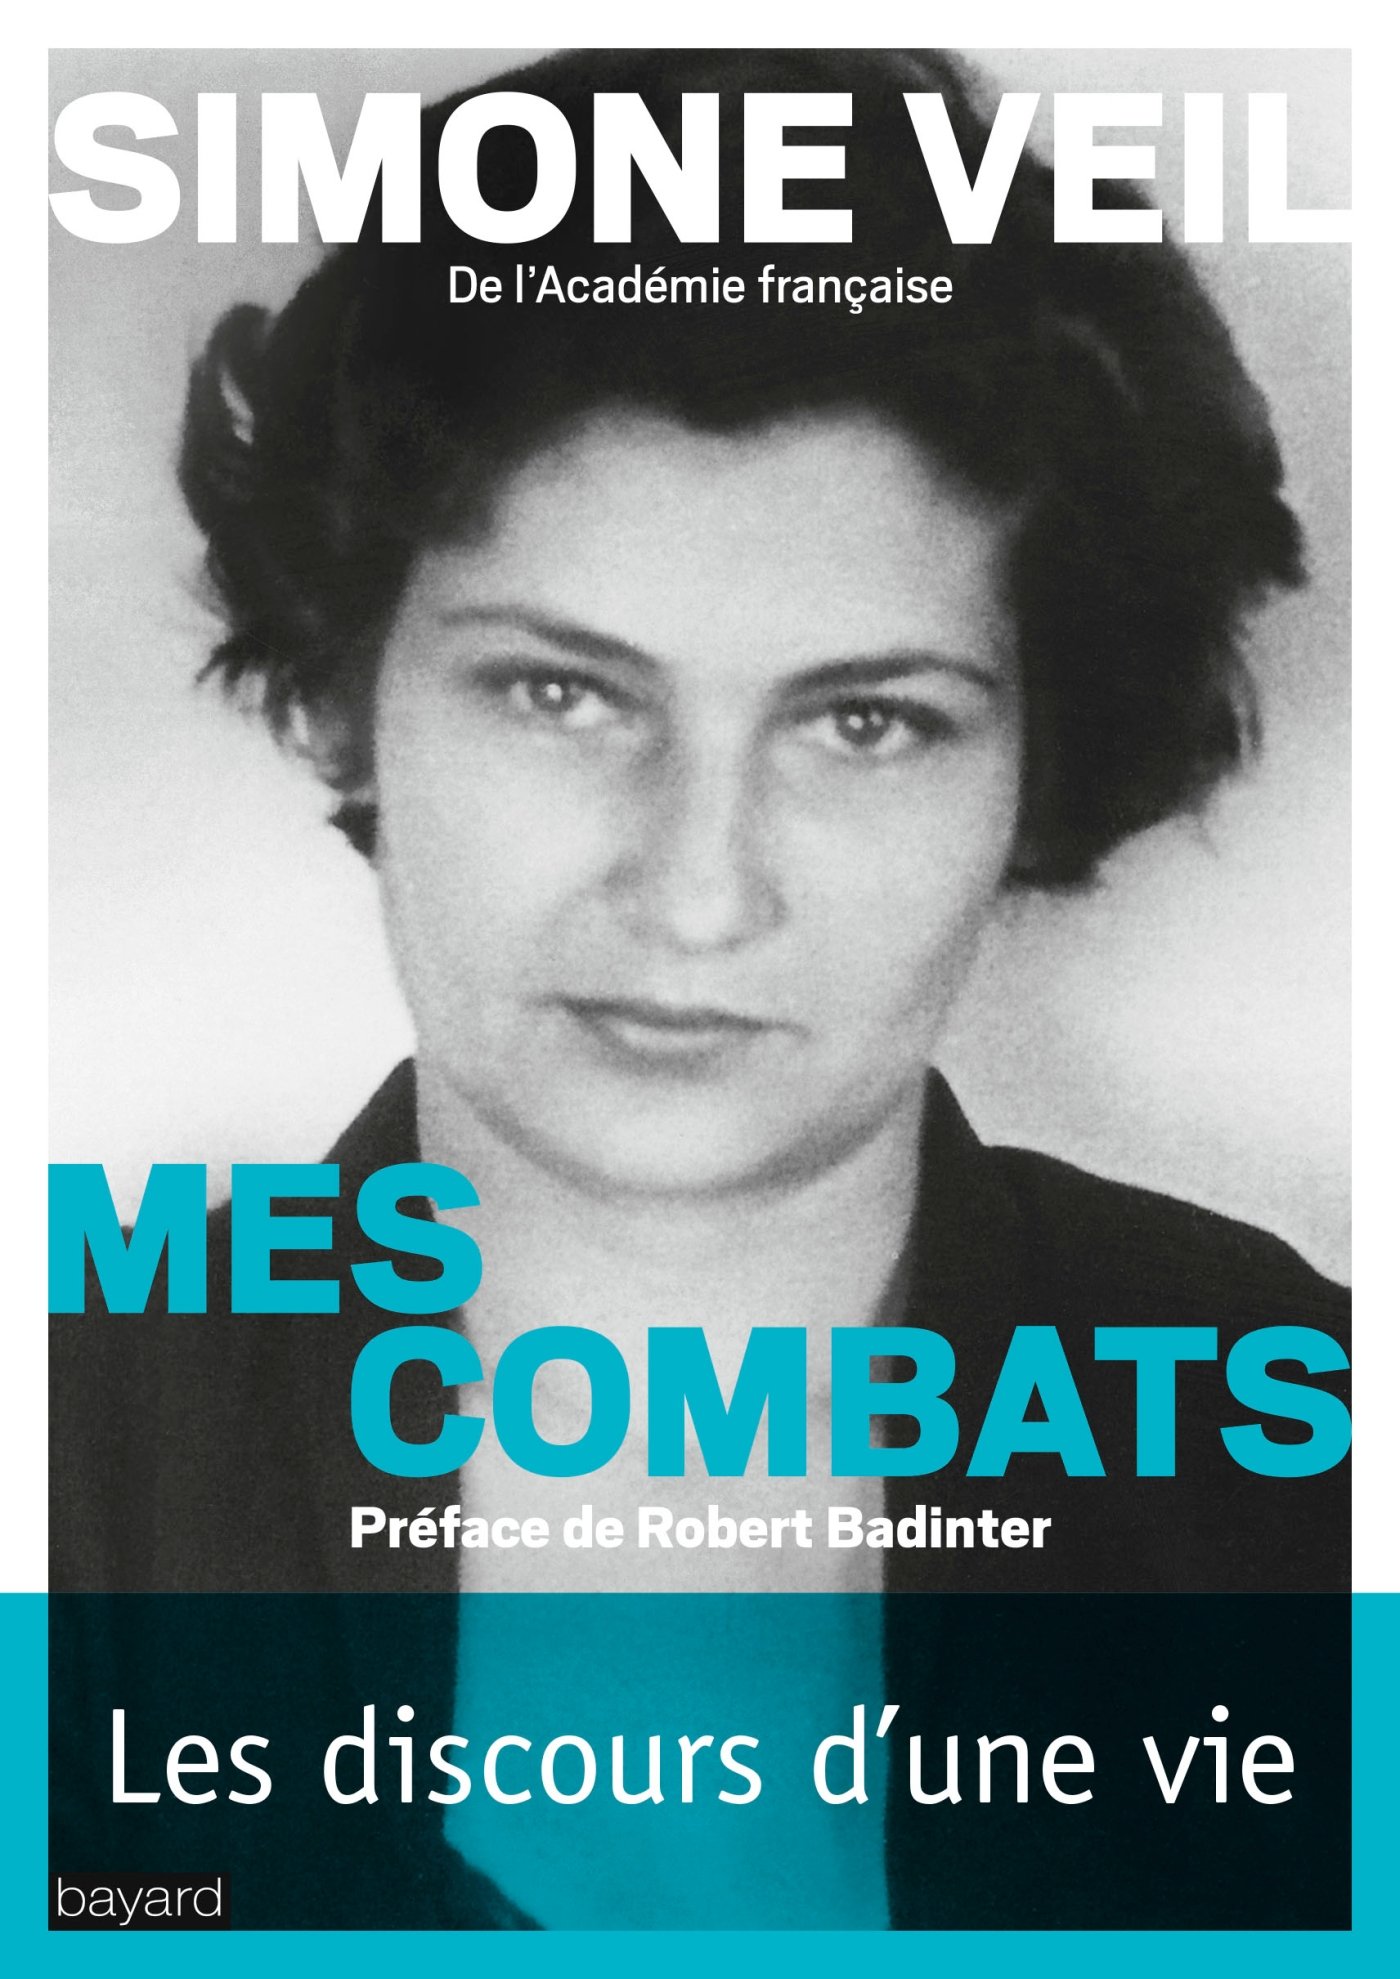 SIMONE VEIL
De l'Académie française
MES
COMBATS
Préface de Robert Badinter
Les discours d'une vie
bayard